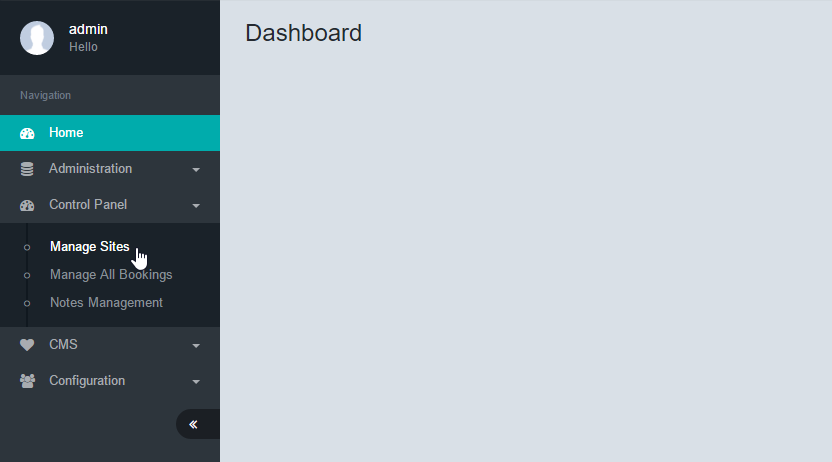 admin
Hello
Dashboard
Navigation
Home
Administration
Control Panel
Manage Sites
Manage All Bookings
Notes Management
CMS
Configuration